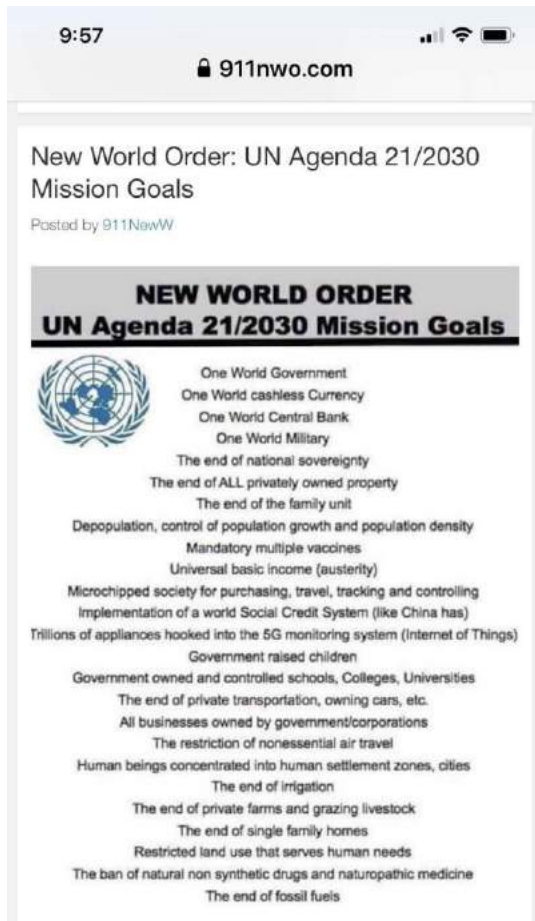 9:57
911nwo.com
New World Order: UN Agenda 21/2030
Mission Goals
Posted by 911NewW
NEW WORLD ORDER
UN Agenda 21/2030 Mission Goals
One World Government
One World cashless Currency
One World Central Bank
One World Military
The end of national sovereignty
The end of ALL privately owned property
The end of the family unit
Depopulation, control of population growth and population density
Mandatory multiple vaccines
Universal basic income (austerity)
Microchipped society for purchasing, travel, tracking and controlling
Implementation of a world Social Credit System (like China has)
Trillions of appliances hooked into the 5G monitoring system (Internet of Things)
Government raised children
Government owned and controlled schools, Colleges, Universities
The end of private transportation, owning cars, etc.
All businesses owned by government/corporations
The restriction of nonessential air travel
Human beings concentrated into human settlement zones, cities
The end of irrigation
The end of private farms and grazing livestock
The end of single family homes
Restricted land use that serves human needs
The ban of natural non synthetic drugs and naturopathic medicine
The end of fossil fuels